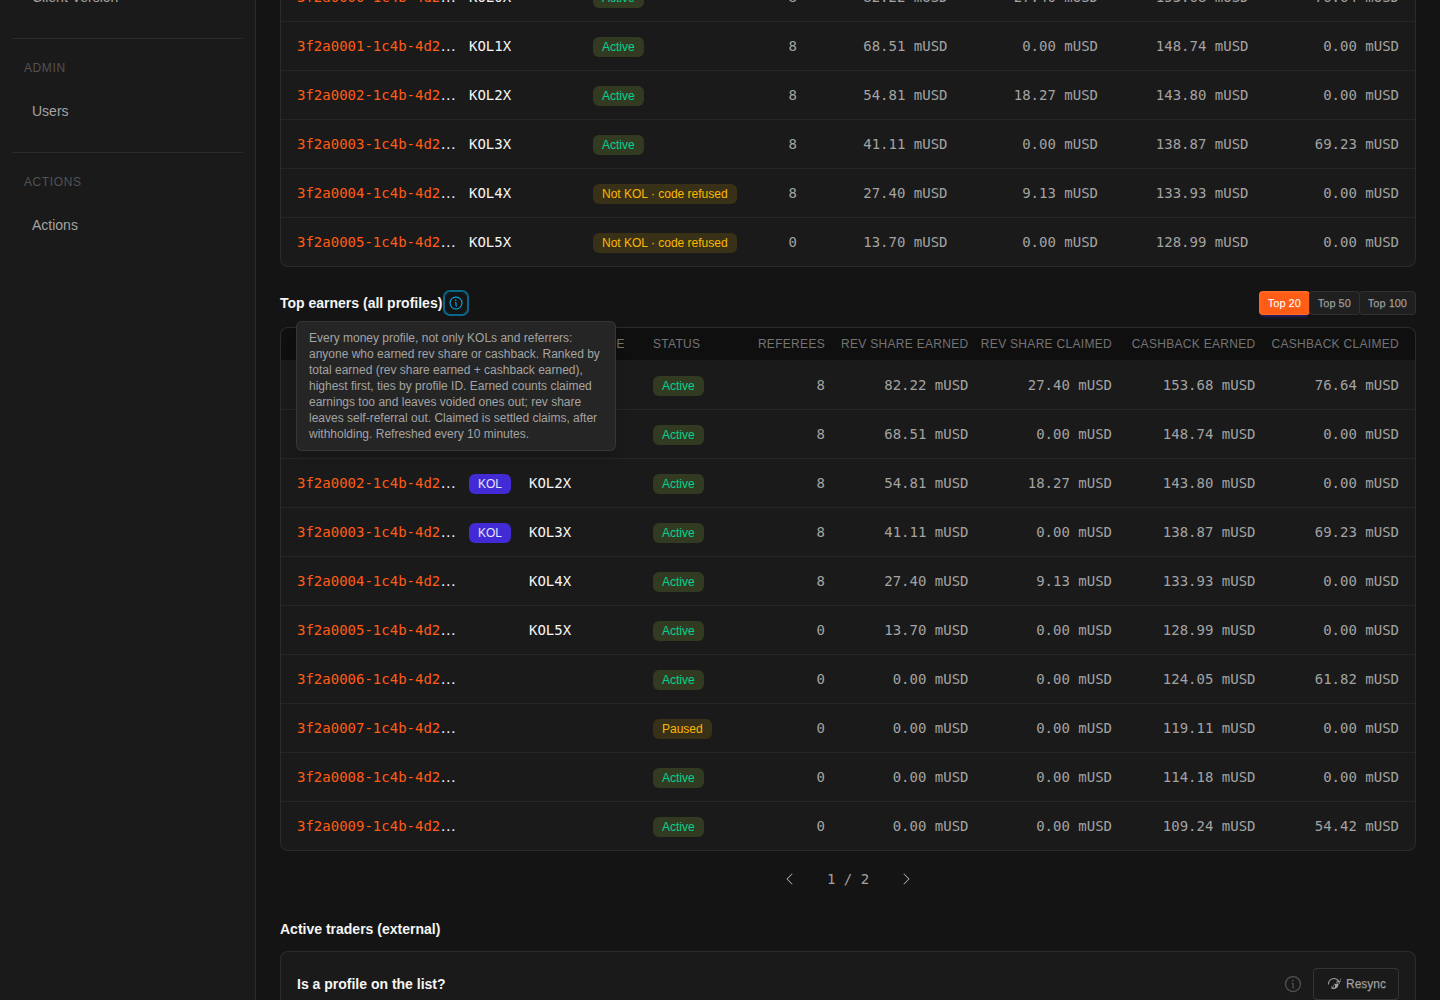 ADMIN
Users
ACTIONS
Actions
3f2a0001-1c4b-4d2... KOL1X Active 8 68.51 mUSD 0.00 mUSD 148.74 mUSD 0.00 mUSD
3f2a0002-1c4b-4d2... KOL2X Active 8 54.81 mUSD 18.27 mUSD 143.80 mUSD 0.00 mUSD
3f2a0003-1c4b-4d2... KOL3X Active 8 41.11 mUSD 0.00 mUSD 138.87 mUSD 69.23 mUSD
3f2a0004-1c4b-4d2... KOL4X Not KOL · code refused 8 27.40 mUSD 9.13 mUSD 133.93 mUSD 0.00 mUSD
3f2a0005-1c4b-4d2... KOL5X Not KOL · code refused 0 13.70 mUSD 0.00 mUSD 128.99 mUSD 0.00 mUSD
Top earners (all profiles) Top 20 Top 50 Top 100
Every money profile, not only KOLs and referrers:
anyone who earned rev share or cashback. Ranked by
total earned (rev share earned + cashback earned),
highest first, ties by profile ID. Earned counts claimed
earnings too and leaves voided ones out; rev share
leaves self-referral out. Claimed is settled claims, after
withholding. Refreshed every 10 minutes.
E STATUS REFEREES REV SHARE EARNED REV SHARE CLAIMED CASHBACK EARNED CASHBACK CLAIMED
Active 8 82.22 mUSD 27.40 mUSD 153.68 mUSD 76.64 mUSD
Active 8 68.51 mUSD 0.00 mUSD 148.74 mUSD 0.00 mUSD
3f2a0002-1c4b-4d2... KOL KOL2X Active 8 54.81 mUSD 18.27 mUSD 143.80 mUSD 0.00 mUSD
3f2a0003-1c4b-4d2... KOL KOL3X Active 8 41.11 mUSD 0.00 mUSD 138.87 mUSD 69.23 mUSD
3f2a0004-1c4b-4d2... KOL4X Active 8 27.40 mUSD 9.13 mUSD 133.93 mUSD 0.00 mUSD
3f2a0005-1c4b-4d2... KOL5X Active 0 13.70 mUSD 0.00 mUSD 128.99 mUSD 0.00 mUSD
3f2a0006-1c4b-4d2... Active 0 0.00 mUSD 0.00 mUSD 124.05 mUSD 61.82 mUSD
3f2a0007-1c4b-4d2... Paused 0 0.00 mUSD 0.00 mUSD 119.11 mUSD 0.00 mUSD
3f2a0008-1c4b-4d2... Active 0 0.00 mUSD 0.00 mUSD 114.18 mUSD 0.00 mUSD
3f2a0009-1c4b-4d2... Active 0 0.00 mUSD 0.00 mUSD 109.24 mUSD 54.42 mUSD
1 / 2
Active traders (external)
Is a profile on the list? Resync